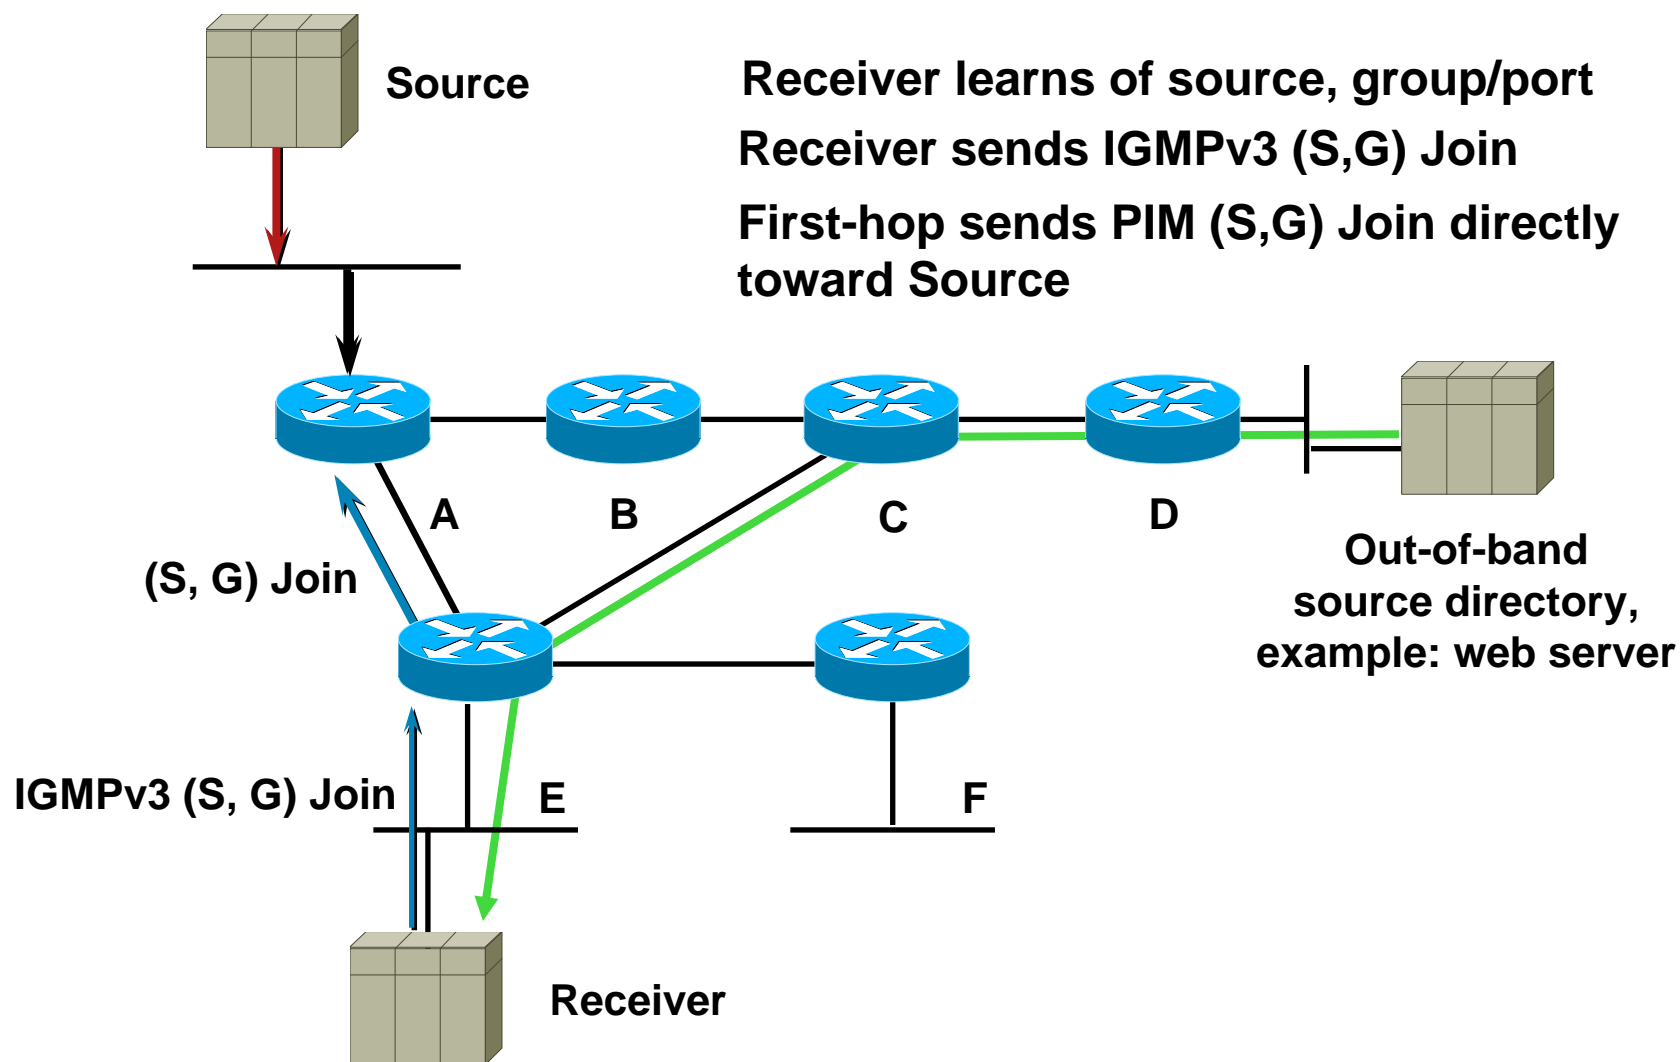 Source
Receiver learns of source, group/port
Receiver sends IGMPv3 (S,G) Join
First-hop sends PIM (S,G) Join directly
toward Source
A
B
C
D
(S, G) Join
Out-of-band
source directory,
example: web server
IGMPv3 (S, G) Join
E
F
Receiver